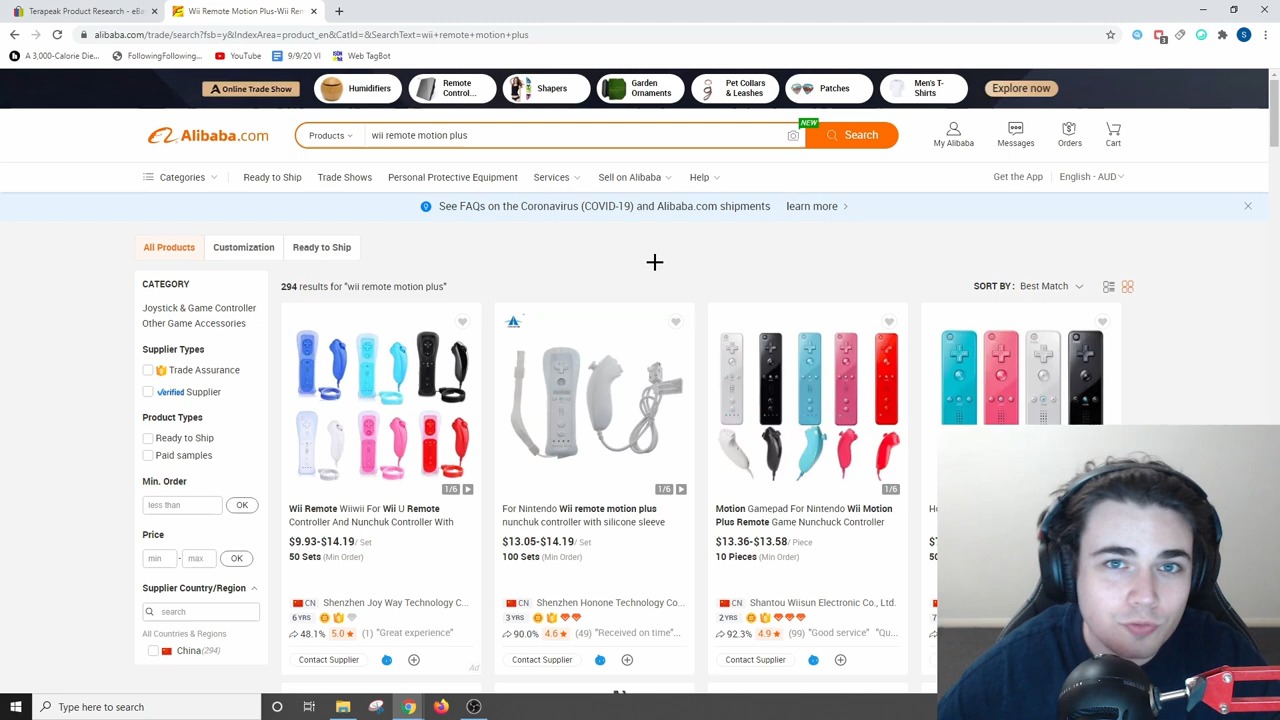 Terapeak Product Research - eBa
Wii Remote Motion Plus-Wii Rem
alibaba.com/trade/search?fsb=y&IndexArea=product_en&CatId=&SearchText=wii+remote+motion+plus
A 3,000-Calorie Die...
FollowingFollowing...
YouTube
9/9/20 VI
Web TagBot
Online Trade Show
Humidifiers
Remote Control...
Shapers
Garden Ornaments
Pet Collars & Leashes
Patches
Men's T-Shirts
Explore now
Alibaba.com
Products
wii remote motion plus
NEW
Search
My Alibaba
Messages
Orders
Cart
Categories
Ready to Ship
Trade Shows
Personal Protective Equipment
Services
Sell on Alibaba
Help
Get the App
English - AUD
See FAQs on the Coronavirus (COVID-19) and Alibaba.com shipments
learn more
All Products
Customization
Ready to Ship
CATEGORY
Joystick & Game Controller
Other Game Accessories
Supplier Types
Trade Assurance
Verified Supplier
Product Types
Ready to Ship
Paid samples
Min. Order
less than
OK
Price
min
-
max
OK
Supplier Country/Region
search
All Countries & Regions
China(294)
294 results for "wii remote motion plus"
SORT BY : Best Match
1/6
Wii Remote Wiiwii For Wii U Remote
Controller And Nunchuk Controller With
$9.93-$14.19/ Set
50 Sets (Min Order)
CN Shenzhen Joy Way Technology C...
6YRS
48.1% 5.0 (1) "Great experience"
Contact Supplier
Ad
1/6
For Nintendo Wii remote motion plus
nunchuk controller with silicone sleeve
$13.05-$14.19/ Set
100 Sets (Min Order)
CN Shenzhen Honone Technology Co...
3YRS
90.0% 4.6 (49) "Received on time"...
Contact Supplier
1/6
Motion Gamepad For Nintendo Wii Motion
Plus Remote Game Nunchuck Controller
$13.36-$13.58/ Piece
10 Pieces (Min Order)
CN Shantou Wiisun Electronic Co., Ltd.
2YRS
92.3% 4.9 (99) "Good service" "Qu...
Contact Supplier
Type here to search